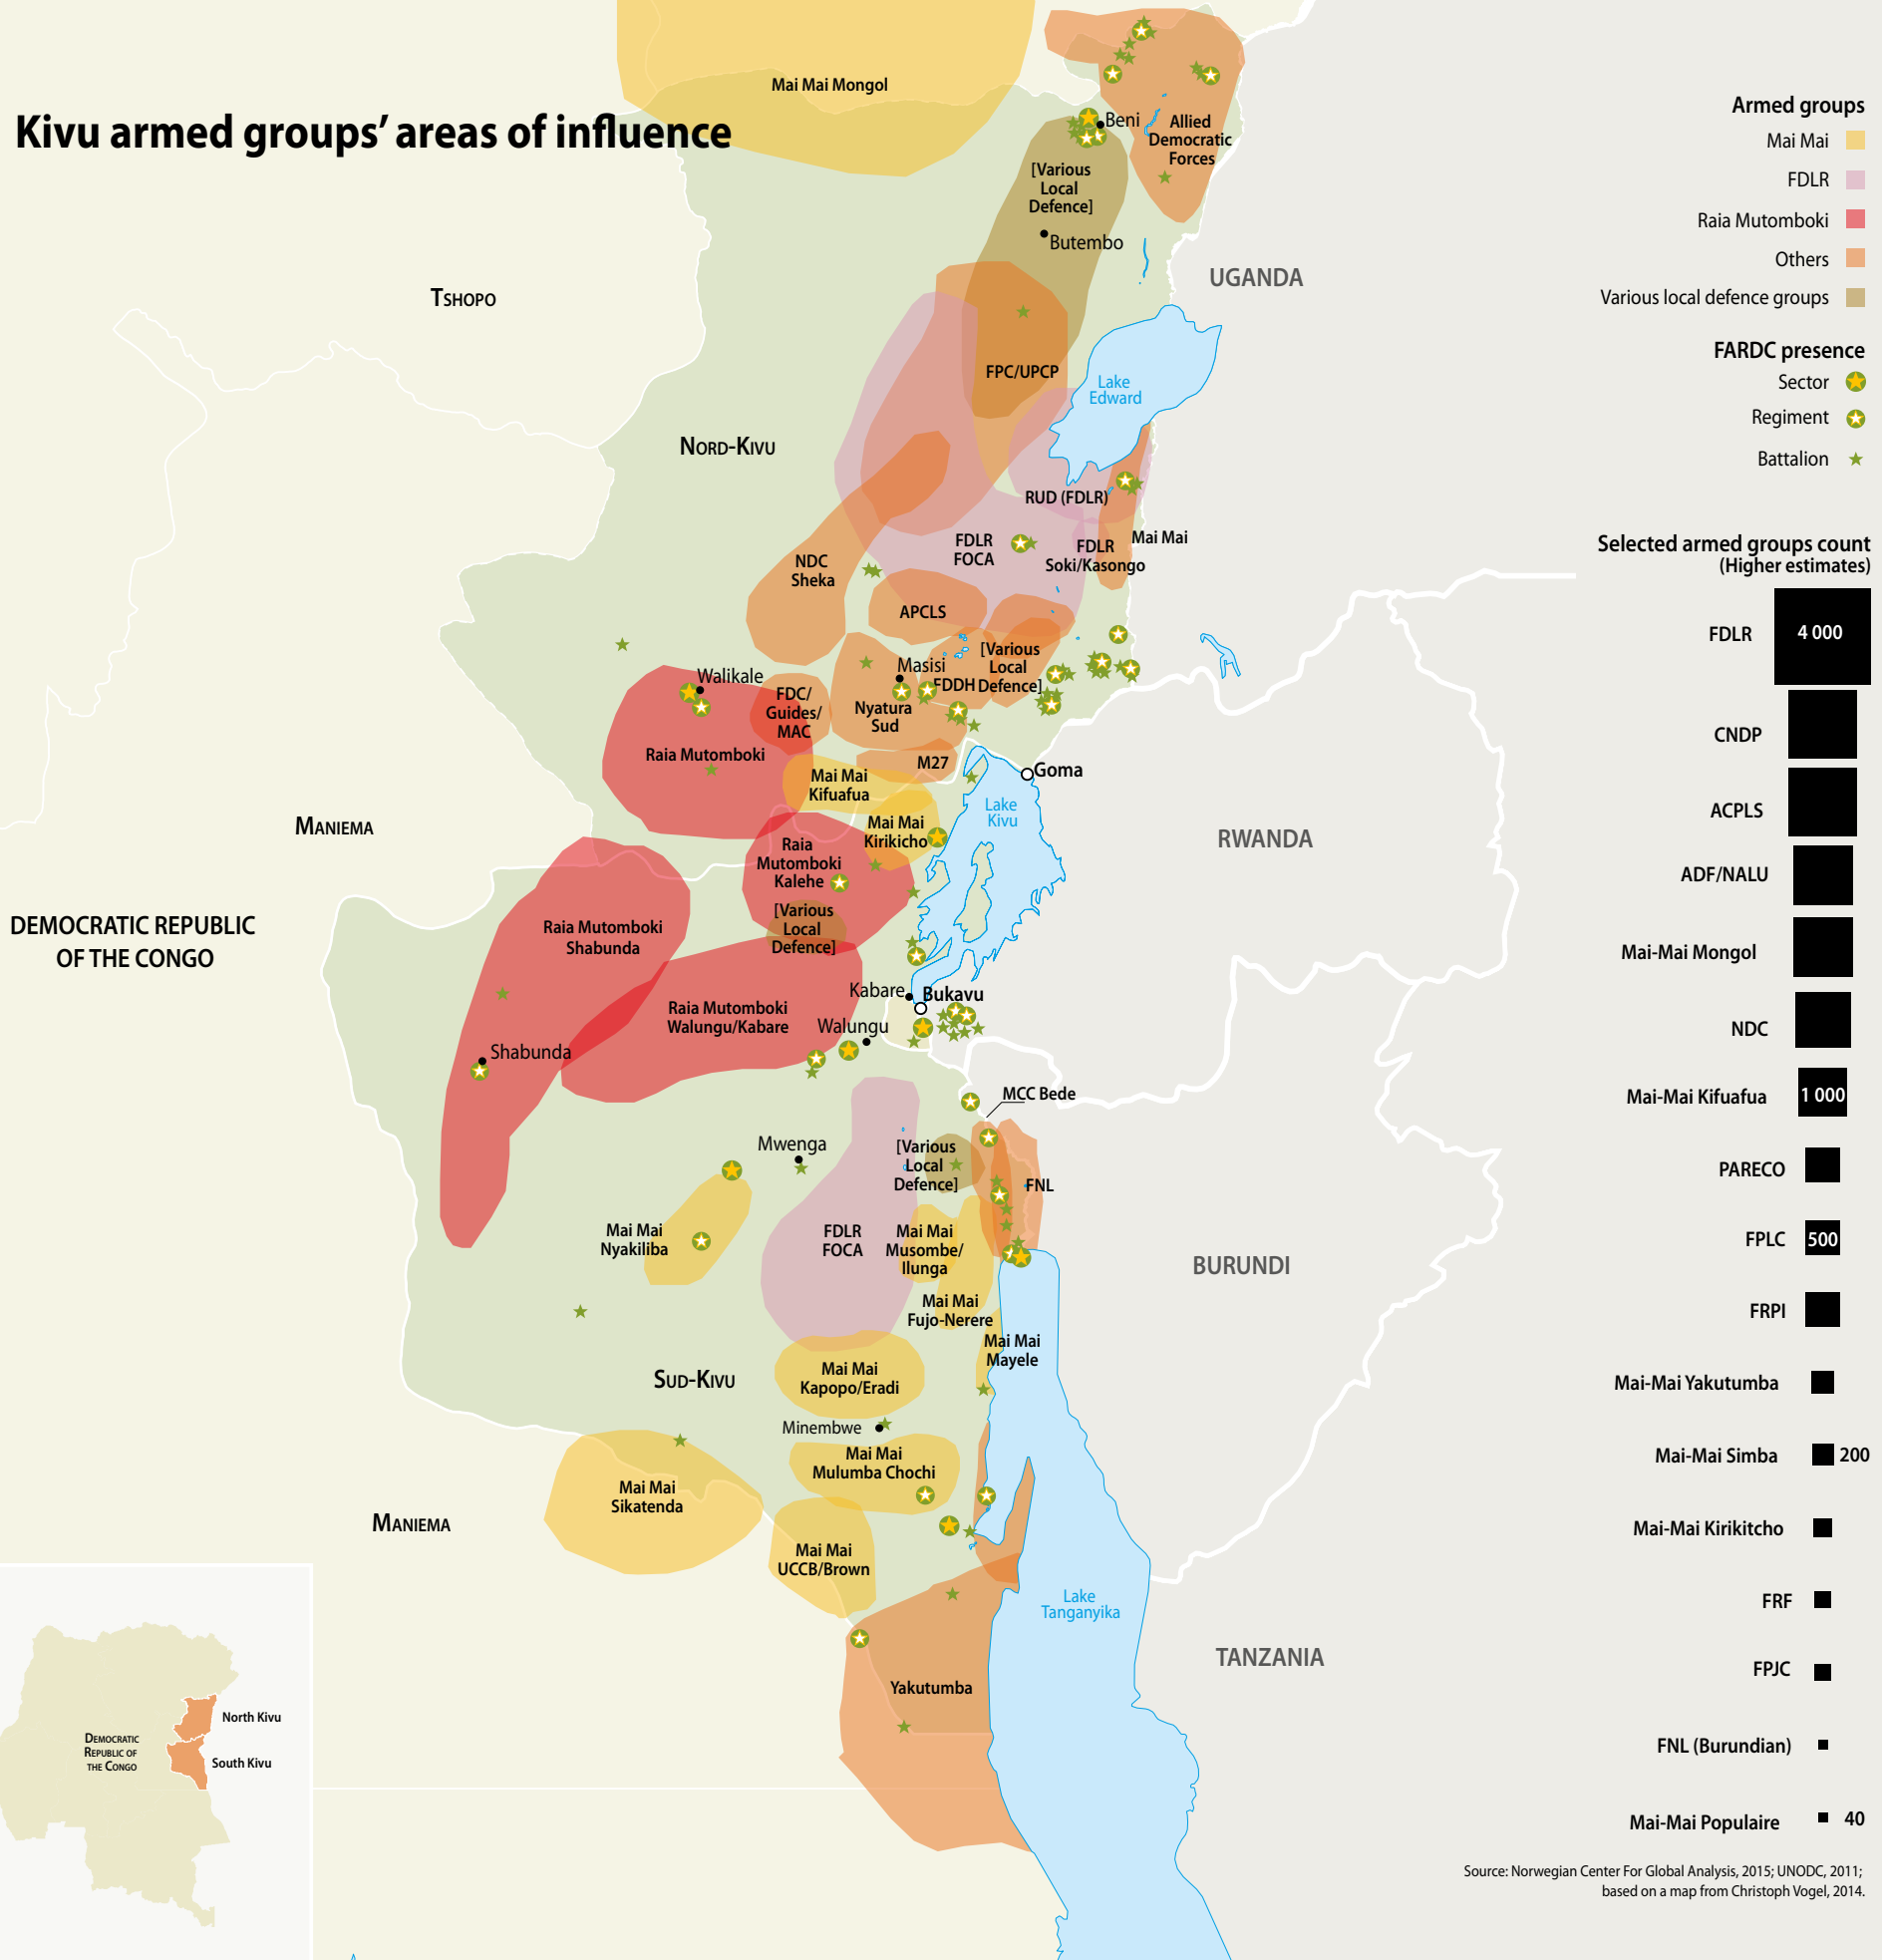 Kivu armed groups’ areas of influence
Mai Mai Mongol
Beni
Allied
Democratic
Forces
[Various
Local
Defence]
Butembo
UGANDA
TSHOPO
FPC/UPCP
Lake
Edward
NORD-KIVU
RUD (FDLR)
FDLR
FOCA
FDLR
Soki/Kasongo
Mai Mai
NDC
Sheka
APCLS
[Various
Local
Defence]
Masisi
FDDH
Walikale
FDC/
Guides/
MAC
Nyatura
Sud
Raia Mutomboki
M27
Mai Mai
Kifuafua
Goma
Lake
Kivu
MANIEMA
Mai Mai
Kirikicho
RWANDA
Raia
Mutomboki
Kalehe
DEMOCRATIC REPUBLIC
OF THE CONGO
[Various
Local
Defence]
Raia Mutomboki
Shabunda
Kabare
Bukavu
Raia Mutomboki
Walungu/Kabare
Walungu
Shabunda
MCC Bede
Mwenga
[Various
Local
Defence]
FNL
Mai Mai
Nyakiliba
FDLR
FOCA
Mai Mai
Musombe/
Ilunga
BURUNDI
Mai Mai
Fujo-Nerere
Mai Mai
Mayele
SUD-KIVU
Mai Mai
Kapopo/Eradi
Minembwe
Mai Mai
Mulumba Chochi
Mai Mai
Sikatenda
MANIEMA
Mai Mai
UCCB/Brown
Lake
Tanganyika
TANZANIA
Yakutumba
DEMOCRATIC
REPUBLIC OF
THE CONGO
North Kivu
South Kivu
Armed groups
Mai Mai
FDLR
Raia Mutomboki
Others
Various local defence groups
FARDC presence
Sector
Regiment
Battalion
Selected armed groups count
(Higher estimates)
FDLR 4 000
CNDP
ACPLS
ADF/NALU
Mai-Mai Mongol
NDC
Mai-Mai Kifuafua 1 000
PARECO
FPLC 500
FRPI
Mai-Mai Yakutumba
Mai-Mai Simba 200
Mai-Mai Kirikitcho
FRF
FPJC
FNL (Burundian)
Mai-Mai Populaire 40
Source: Norwegian Center For Global Analysis, 2015; UNODC, 2011;
based on a map from Christoph Vogel, 2014.